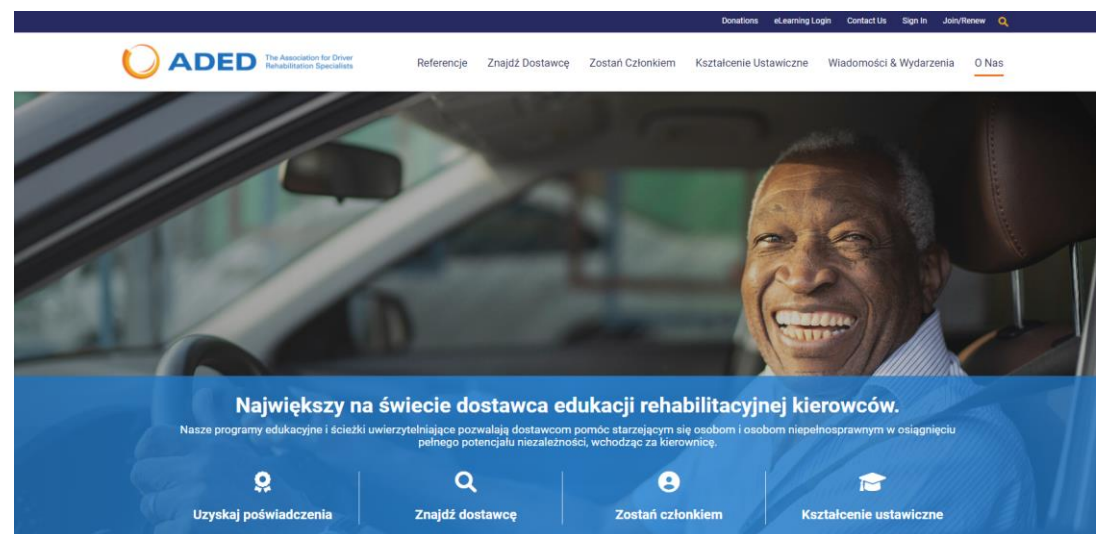 Donations eLearning Login Contact Us Sign In Join/Renew
ADED The Association for Driver
Rehabilitation Specialists
Referencje Znajdź Dostawcę Zostań Członkiem Kształcenie Ustawiczne Wiadomości & Wydarzenia O Nas
Największy na świecie dostawca edukacji rehabilitacyjnej kierowców.
Nasze programy edukacyjne i ścieżki uwierzytelniające pozwalają dostawcom pomóc starzejącym się osobom i osobom niepełnosprawnym w osiągnięciu
pełnego potencjału niezależności, wchodząc za kierownicę.
Uzyskaj poświadczenia Znajdź dostawcę Zostań członkiem Kształcenie ustawiczne